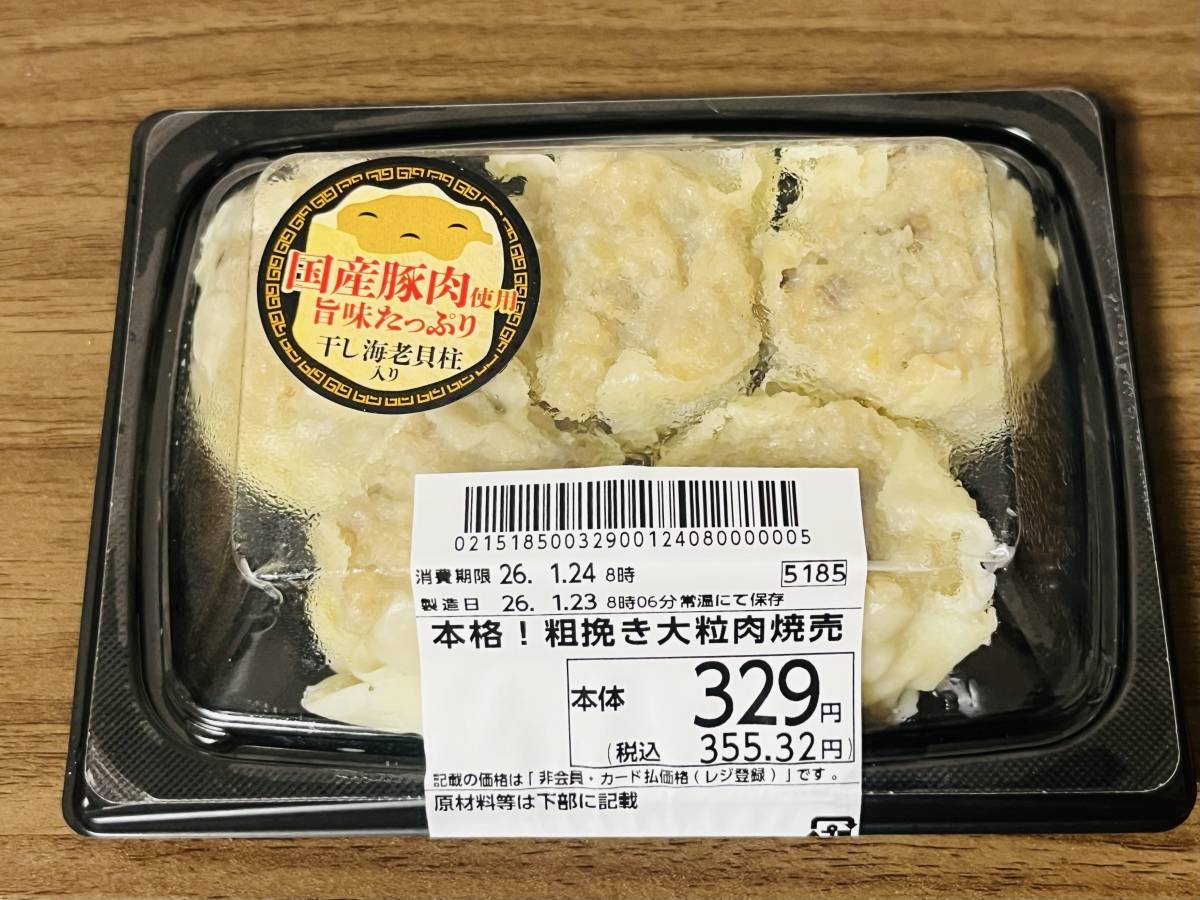 国産豚肉使用
旨味たっぷり
干し海老貝柱
入り
02151850032900124080000005
消費期限 26. 1.24 8時 5185
製造日 26. 1.23 8時06分 常温にて保存
本格！粗挽き大粒肉焼売
本体 329円
(税込 355.32円)
記載の価格は「非会員・カード払価格(レジ登録)」です。
原材料等は下部に記載